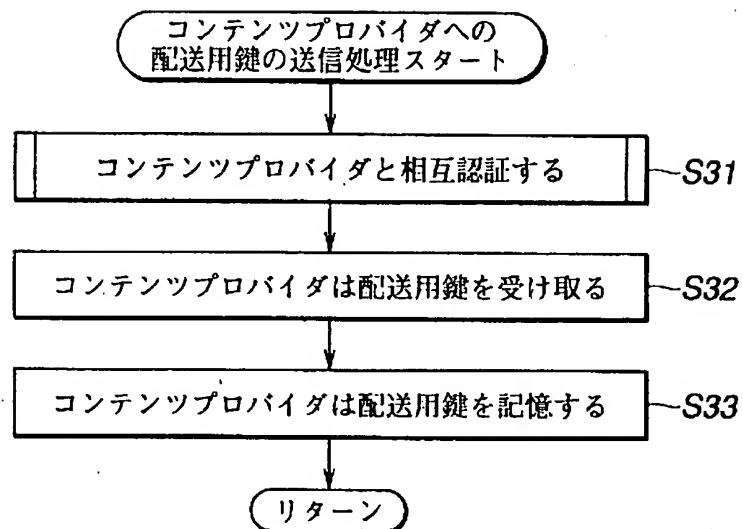 コンテンツプロバイダへの
配送用鍵の送信処理スタート
コンテンツプロバイダと相互認証する
S31
コンテンツプロバイダは配送用鍵を受け取る
S32
コンテンツプロバイダは配送用鍵を記憶する
S33
リターン